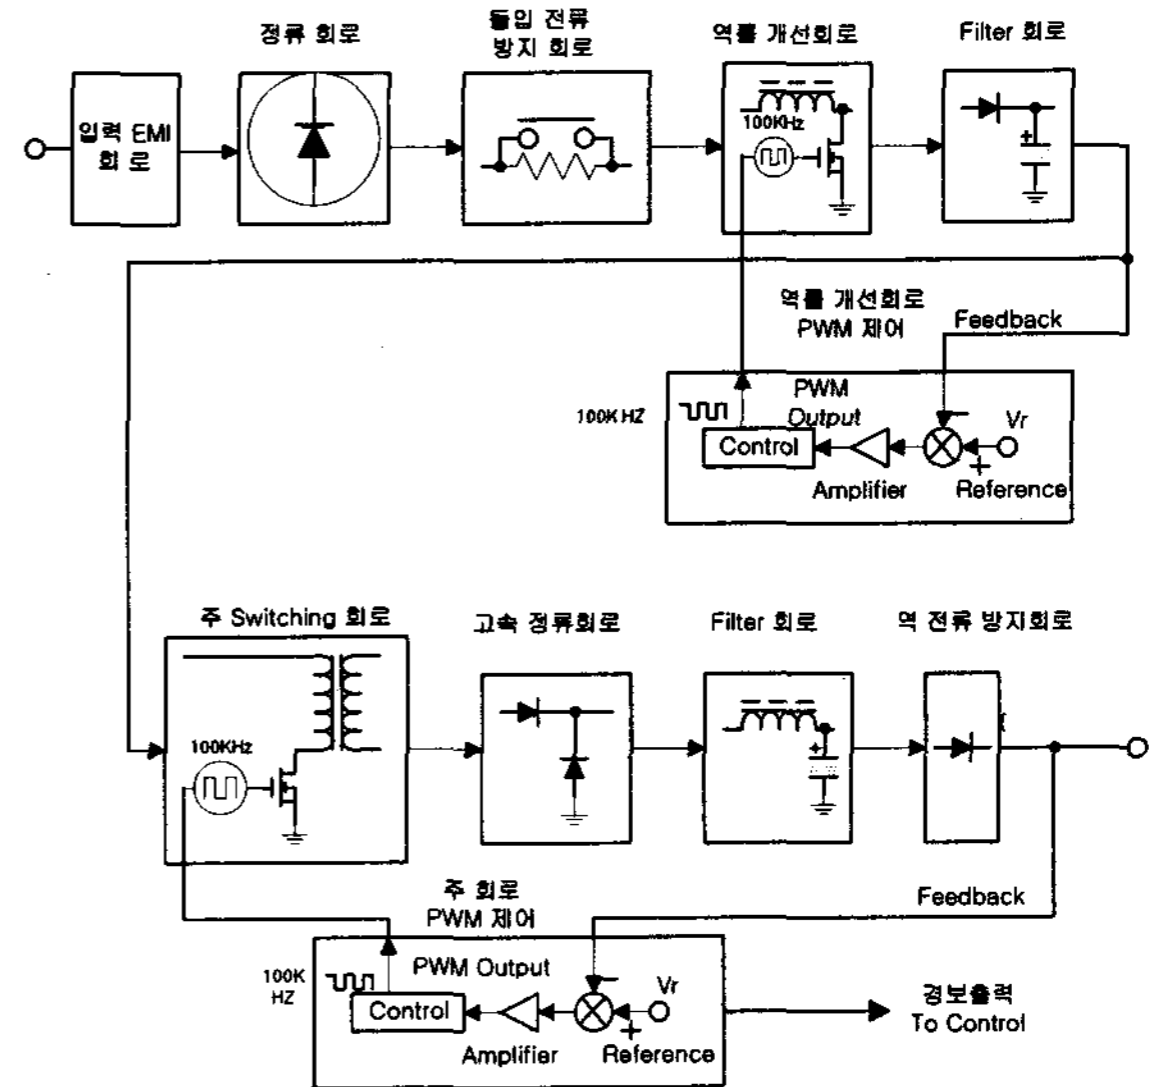 정류 회로
돌입 전류
방지 회로
역률 개선회로
Filter 회로
입력 EMI
회로
100KHz
역률 개선회로
PWM 제어
Feedback
100K HZ
PWM
Output
Control
Vr
Amplifier
Reference
주 Switching 회로
고속 정류회로
Filter 회로
역 전류 방지회로
100KHz
주 회로
PWM 제어
Feedback
100K
HZ
PWM Output
Control
Vr
Amplifier
Reference
경보출력
To Control